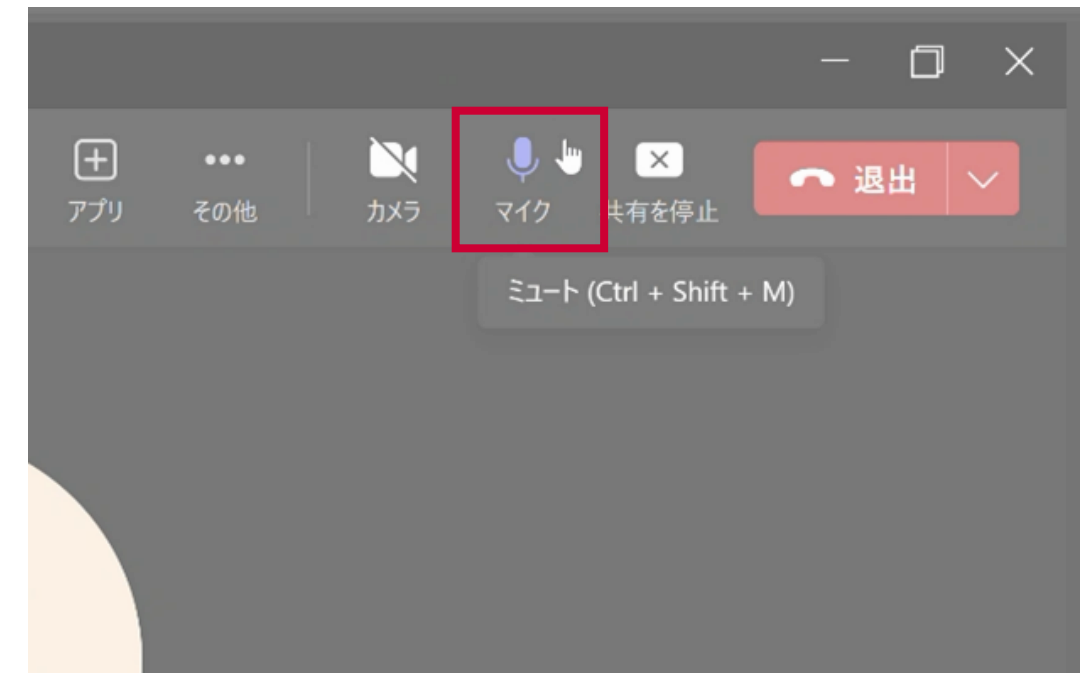 アプリ その他 カメラ マイク 共有を停止 退出
ミュート (Ctrl + Shift + M)